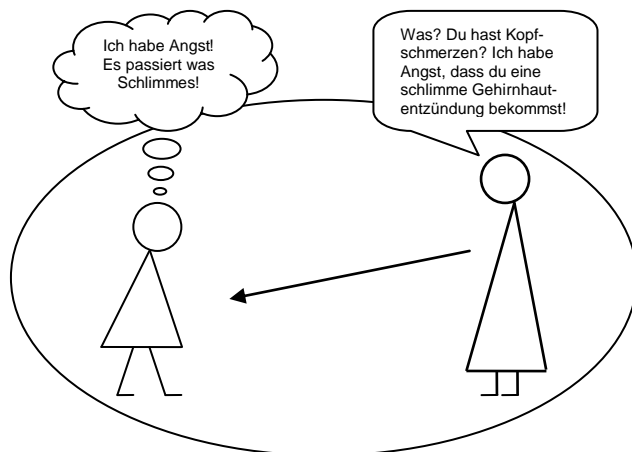 Ich habe Angst!
Es passiert was
Schlimmes!
Was? Du hast Kopf-
schmerzen? Ich habe
Angst, dass du eine
schlimme Gehirnhaut-
entzündung bekommst!